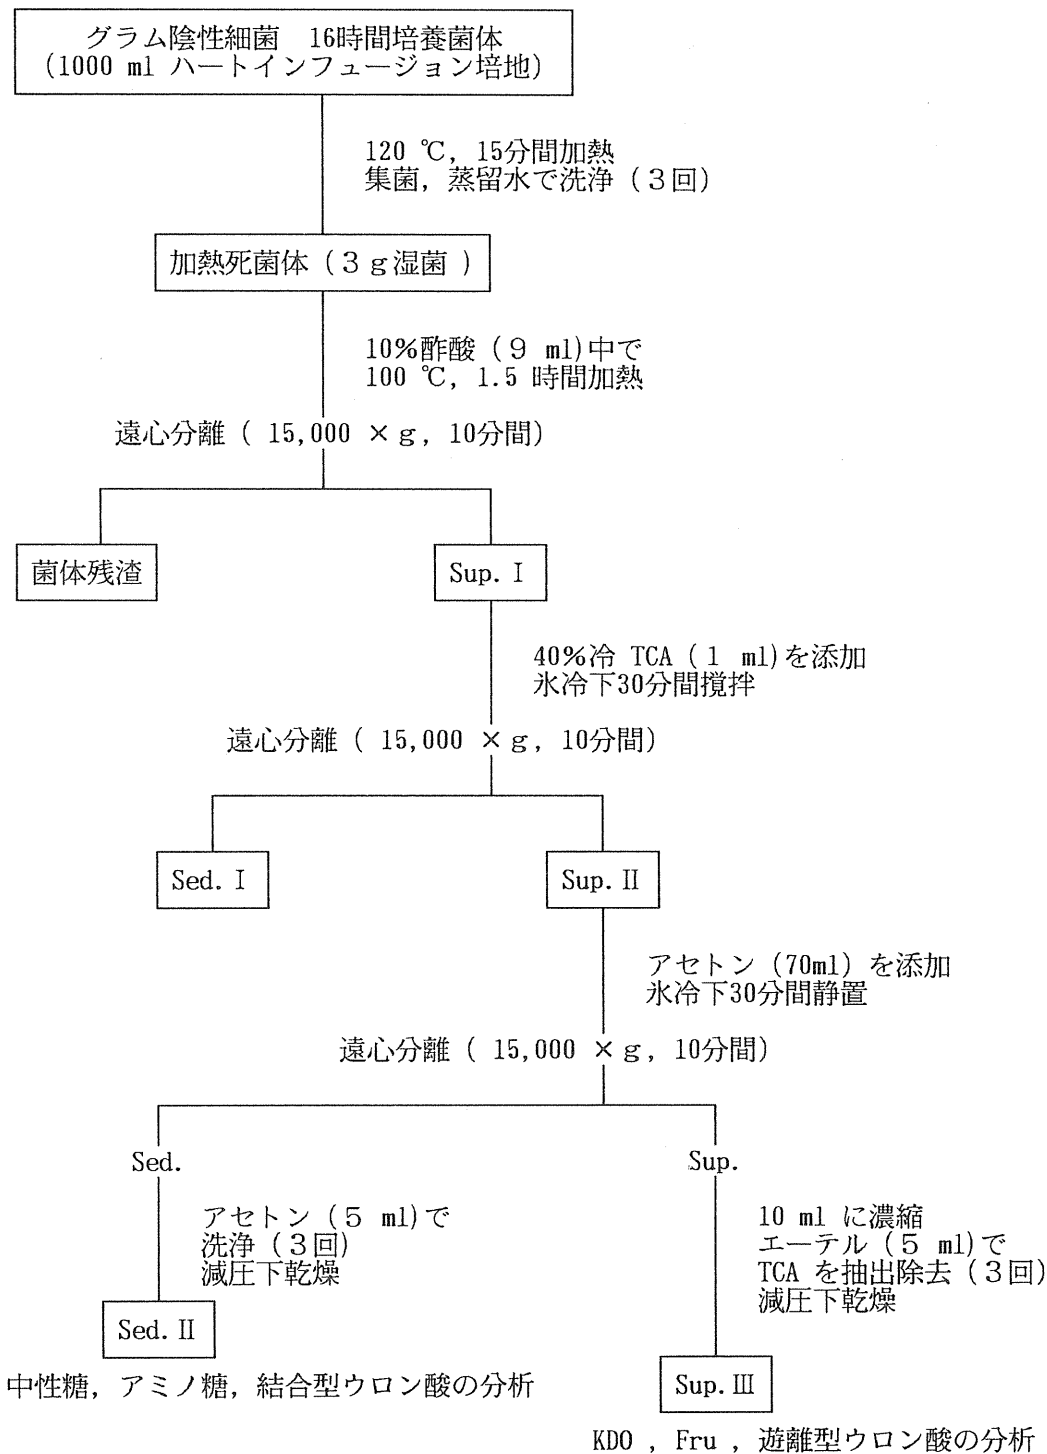 グラム陰性細菌　16時間培養菌体
(1000 ml ハートインフュージョン培地)
120 ℃, 15分間加熱
集菌, 蒸留水で洗浄 (３回)
加熱死菌体 (３ｇ湿菌 )
10%酢酸 (９ ml)中で
100 ℃, 1.5 時間加熱
遠心分離 ( 15,000 ×ｇ, 10分間)
菌体残渣
Sup. Ⅰ
40%冷 TCA (１ ml)を添加
氷冷下30分間撹拌
遠心分離 ( 15,000 ×ｇ, 10分間)
Sed. Ⅰ
Sup. Ⅱ
アセトン (70ml) を添加
氷冷下30分間静置
遠心分離 ( 15,000 ×ｇ, 10分間)
Sed.
Sup.
アセトン (５ ml)で
洗浄 (３回)
減圧下乾燥
10 ml に濃縮
エーテル (５ ml)で
TCA を抽出除去 (３回)
減圧下乾燥
Sed. Ⅱ
中性糖, アミノ糖, 結合型ウロン酸の分析
Sup. Ⅲ
KDO , Fru , 遊離型ウロン酸の分析